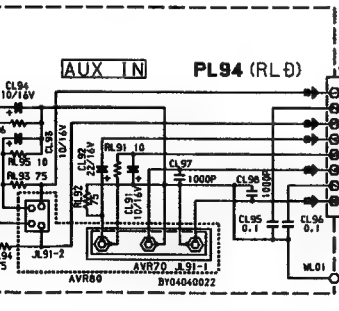 AUX IN
PL94 (RLD)
CL94
10/16V
CL93
10/16V
RL95 10
RL93 75
CL92
22/16V
RL92
75
RL91 10
CL91
10/16V
CL97
1000P
CL98
1000P
CL95
0.1
CL96
0.1
JL91-2
AVR70 JL91-1
AVR80
BY04040022
WL01